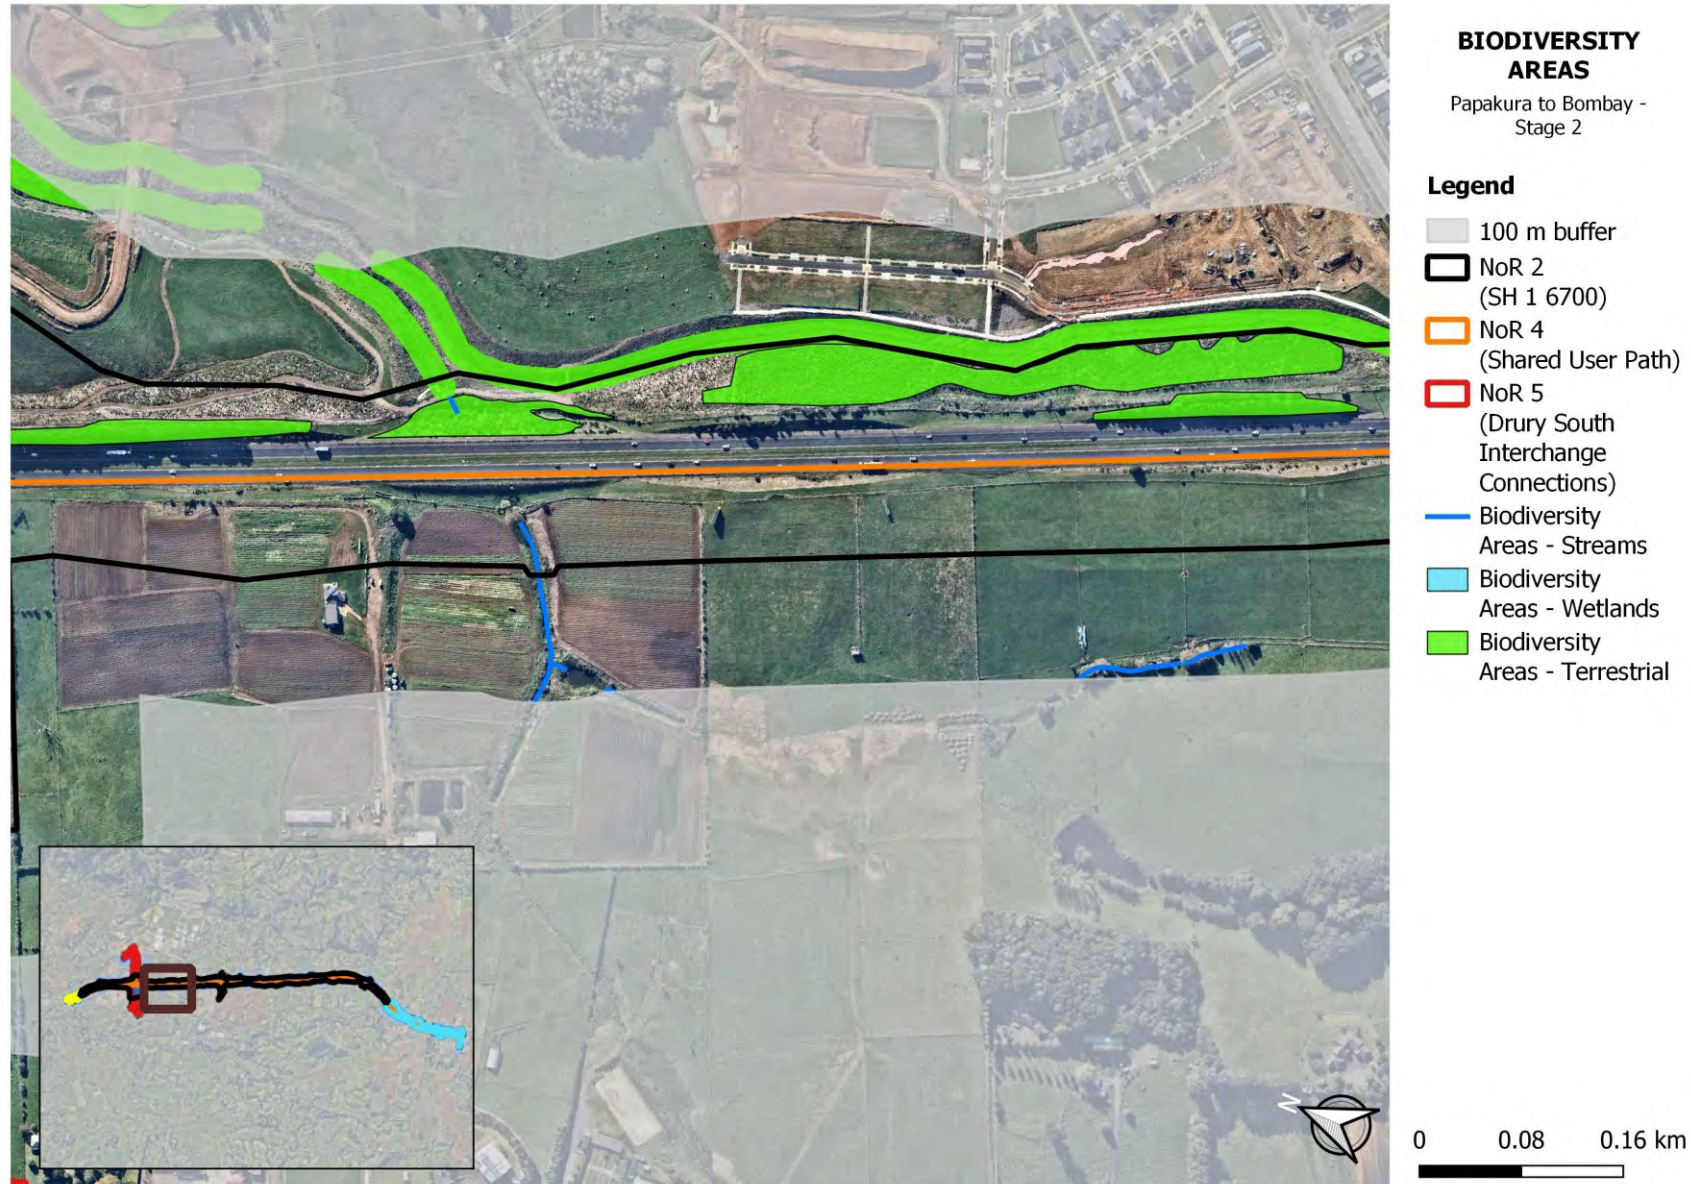 BIODIVERSITY
AREAS
Papakura to Bombay -
Stage 2
Legend
100 m buffer
NoR 2
(SH 1 6700)
NoR 4
(Shared User Path)
NoR 5
(Drury South
Interchange
Connections)
Biodiversity
Areas - Streams
Biodiversity
Areas - Wetlands
Biodiversity
Areas - Terrestrial
N
0 0.08 0.16 km